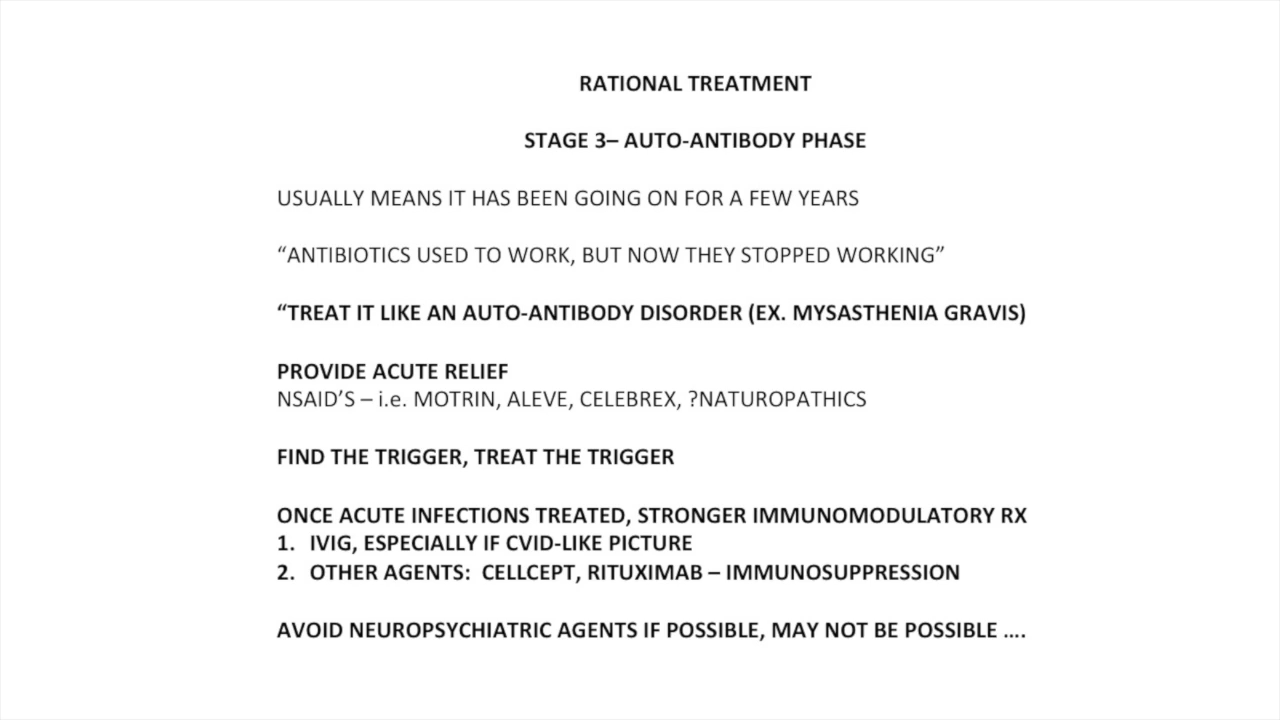 RATIONAL TREATMENT
STAGE 3– AUTO-ANTIBODY PHASE
USUALLY MEANS IT HAS BEEN GOING ON FOR A FEW YEARS
“ANTIBIOTICS USED TO WORK, BUT NOW THEY STOPPED WORKING”
“TREAT IT LIKE AN AUTO-ANTIBODY DISORDER (EX. MYSASTHENIA GRAVIS)
PROVIDE ACUTE RELIEF
NSAID’S – i.e. MOTRIN, ALEVE, CELEBREX, ?NATUROPATHICS
FIND THE TRIGGER, TREAT THE TRIGGER
ONCE ACUTE INFECTIONS TREATED, STRONGER IMMUNOMODULATORY RX
1. IVIG, ESPECIALLY IF CVID-LIKE PICTURE
2. OTHER AGENTS: CELLCEPT, RITUXIMAB – IMMUNOSUPPRESSION
AVOID NEUROPSYCHIATRIC AGENTS IF POSSIBLE, MAY NOT BE POSSIBLE ….